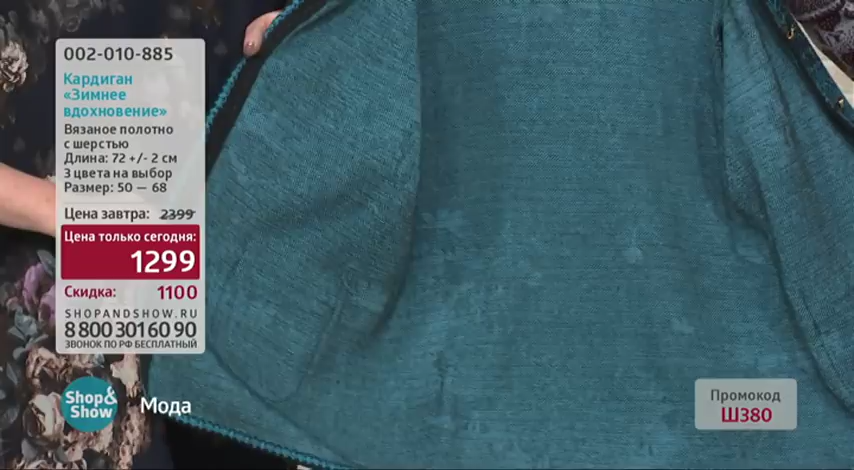 002-010-885
Кардиган
«Зимнее
вдохновение»
Вязаное полотно
с шерстью
Длина: 72 +/- 2 см
3 цвета на выбор
Размер: 50 — 68
Цена завтра: 2399
Цена только сегодня:
1299
Скидка: 1100
SHOPANDSHOW.RU
8 800 301 60 90
ЗВОНОК ПО РФ БЕСПЛАТНЫЙ
Shop&
Show
Мода
Промокод
Ш380